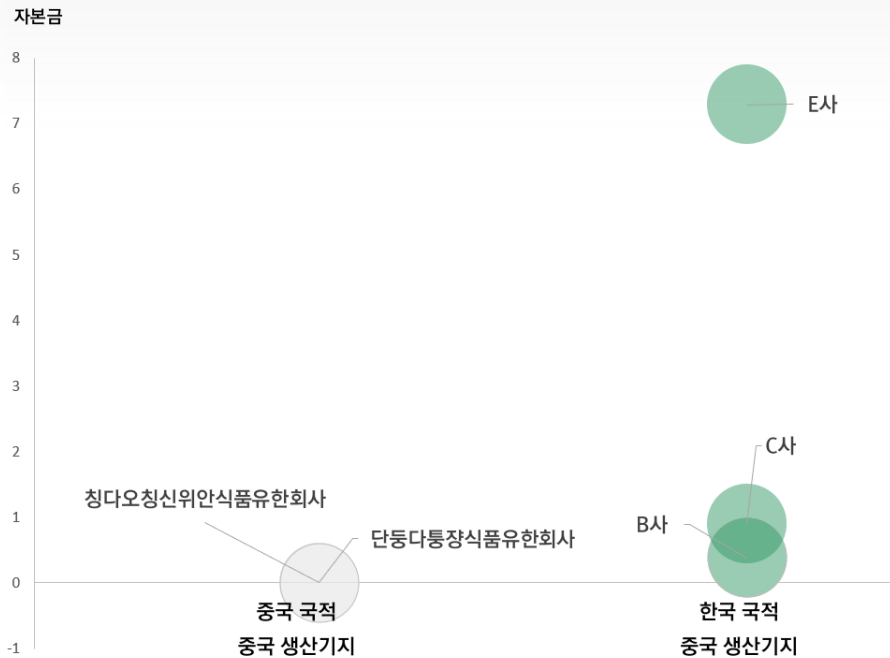 자본금
8
E사
7
6
5
4
3
2
C사
칭다오칭신위안식품유한회사
1
B사
단둥다퉁쟝식품유한회사
0
중국 국적
중국 생산기지
한국 국적
중국 생산기지
-1